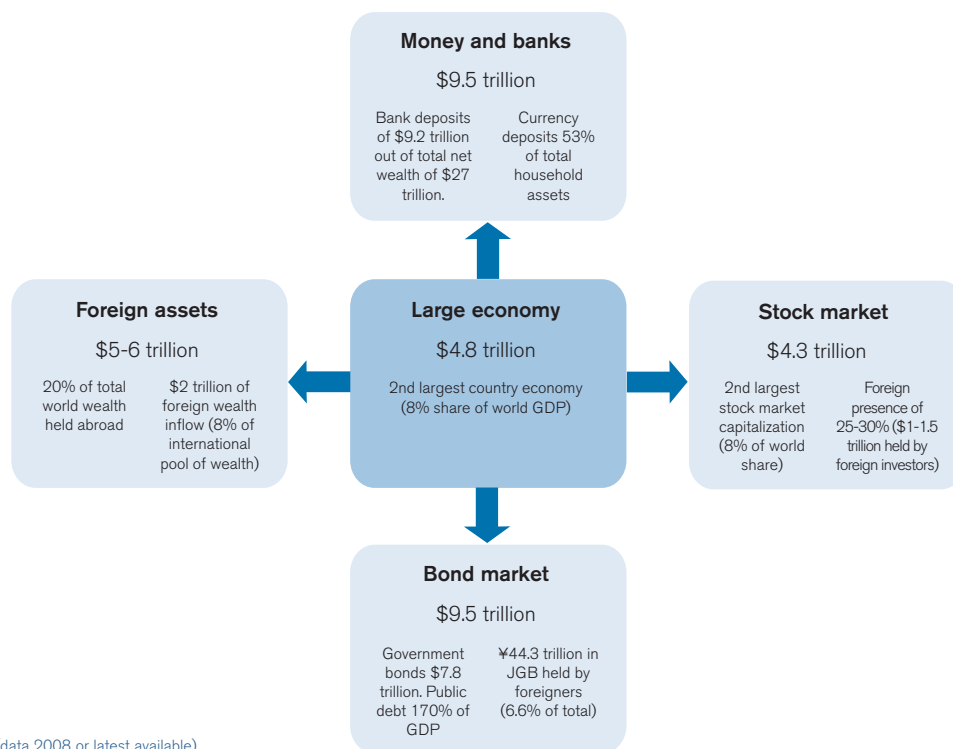 Money and banks
$9.5 trillion
Bank deposits
of $9.2 trillion
out of total net
wealth of $27
trillion.
Currency
deposits 53%
of total
household
assets
Foreign assets
$5-6 trillion
20% of total
world wealth
held abroad
$2 trillion of
foreign wealth
inflow (8% of
international
pool of wealth)
Large economy
$4.8 trillion
2nd largest country economy
(8% share of world GDP)
Stock market
$4.3 trillion
2nd largest
stock market
capitalization
(8% of world
share)
Foreign
presence of
25-30% ($1-1.5
trillion held by
foreign investors)
Bond market
$9.5 trillion
Government
bonds $7.8
trillion. Public
debt 170% of
GDP
¥44.3 trillion in
JGB held by
foreigners
(6.6% of total)
data 2008 or latest available)